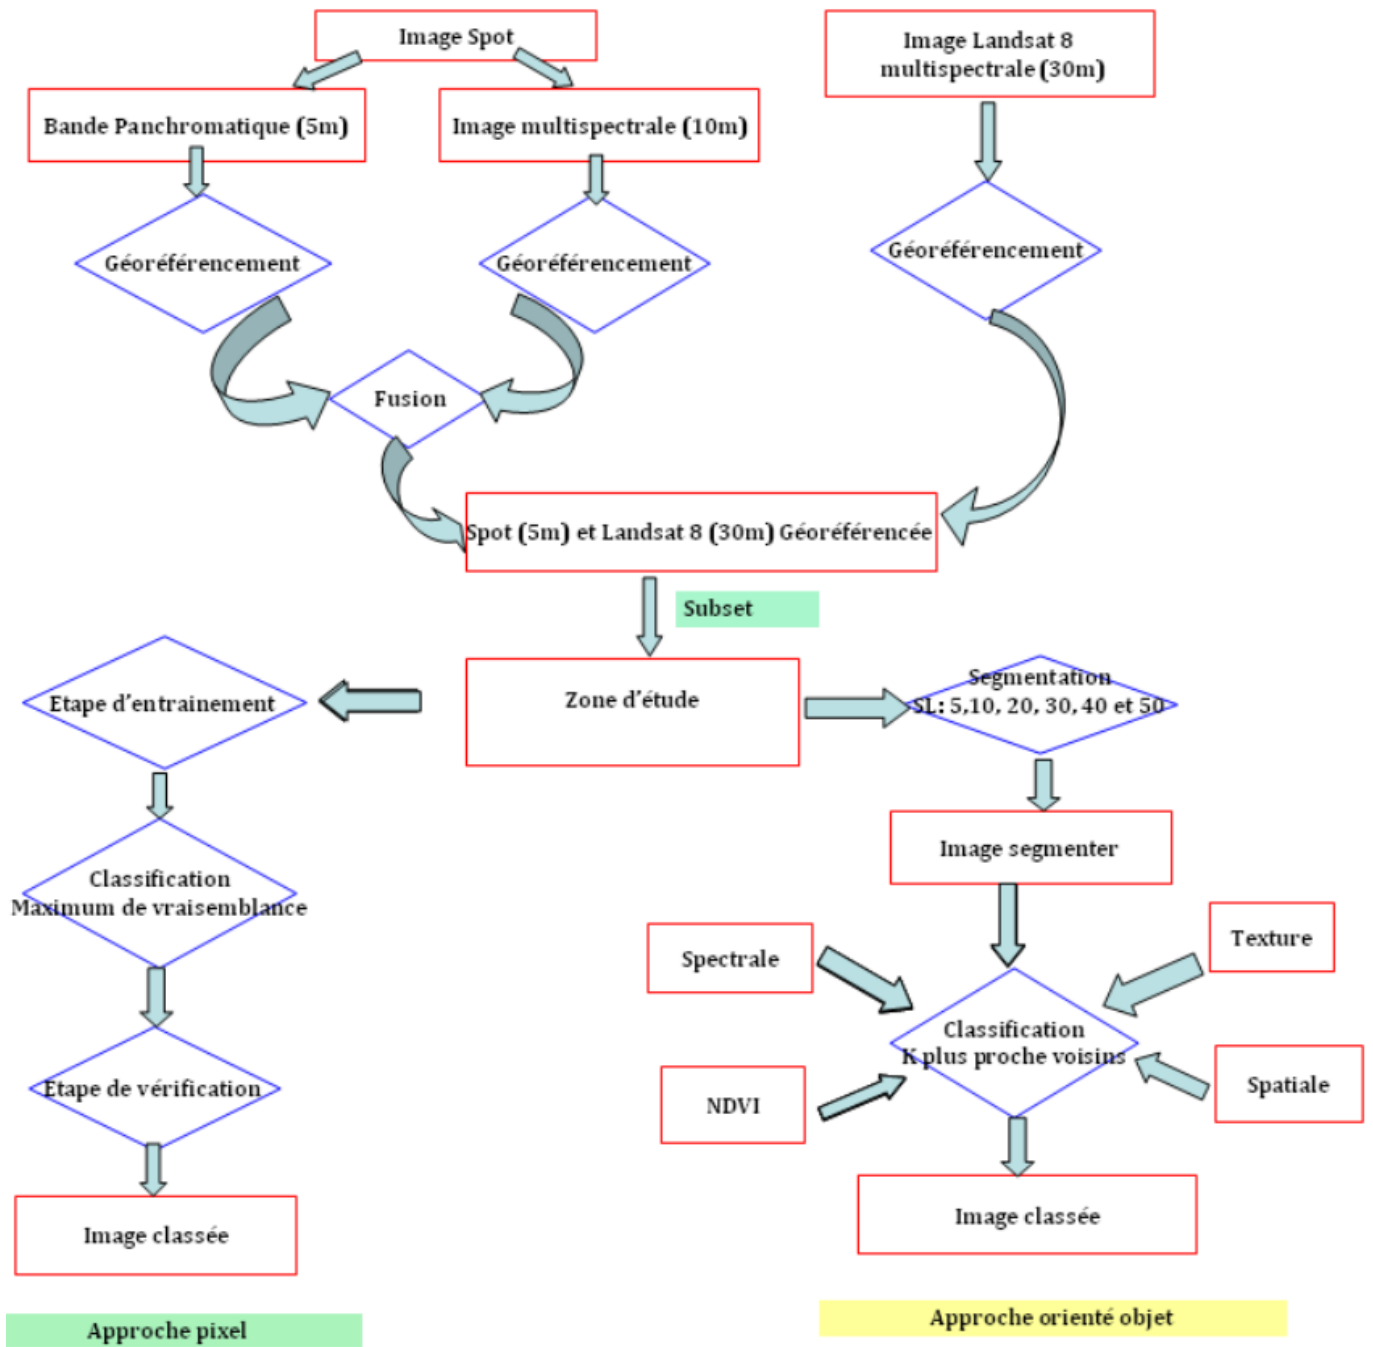 Image Spot
Image Landsat 8
multispectrale (30m)
Bande Panchromatique (5m)
Image multispectrale (10m)
Géoréférencement
Géoréférencement
Géoréférencement
Fusion
Spot (5m) et Landsat 8 (30m) Géoréférencée
Subset
Etape d'entrainement
Zone d'étude
Segmentation
SL: 5,10, 20, 30, 40 et 50
Classification
Maximum de vraisemblance
Image segmenter
Spectrale
Texture
Classification
K plus proche voisins
Etape de vérification
NDVI
Spatiale
Image classée
Image classée
Approche pixel
Approche orienté objet